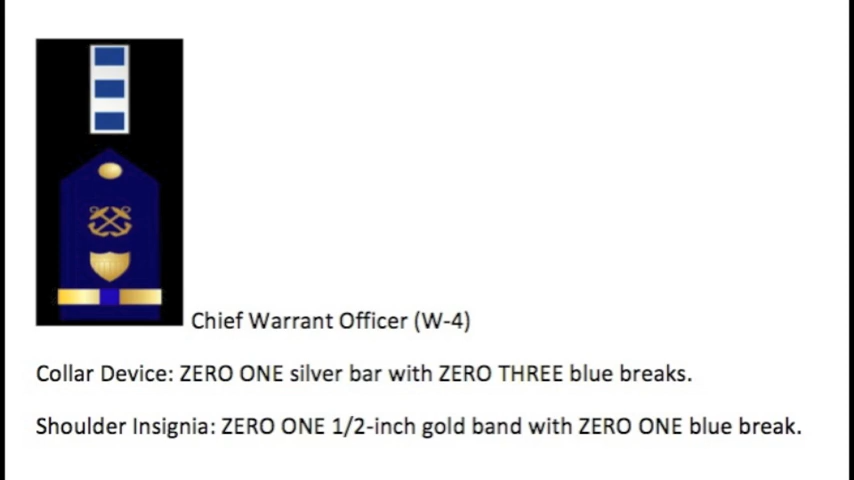 Chief Warrant Officer (W-4)
Collar Device: ZERO ONE silver bar with ZERO THREE blue breaks.
Shoulder Insignia: ZERO ONE 1/2-inch gold band with ZERO ONE blue break.